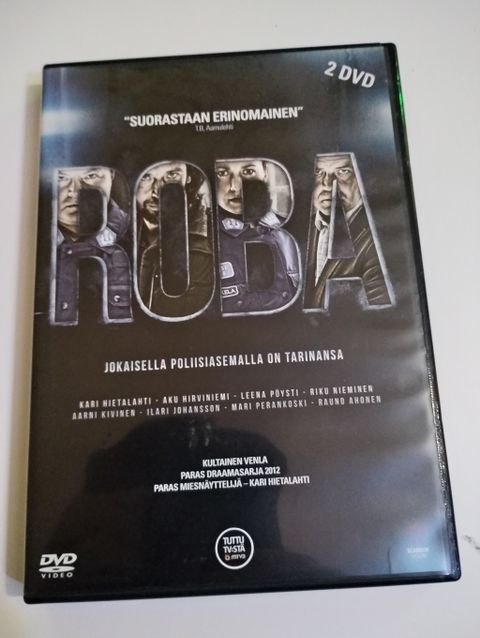 2 DVD
"SUORASTAAN ERINOMAINEN"
T.B, Aamulehti
ROBA
JOKAISELLA POLIISIASEMALLA ON TARINANSA
KARI HIETALAHTI - AKU HIRVINIEMI - LEENA PÖYSTI - RIKU NIEMINEN
AARNI KIVINEN - ILARI JOHANSSON - MARI PERANKOSKI - RAUNO AHONEN
KULTAINEN VENLA
PARAS DRAAMASARJA 2012
PARAS MIESNÄYTTELIJÄ – KARI HIETALAHTI
DVD
VIDEO
TUTTU
TV:STÄ
MTV3